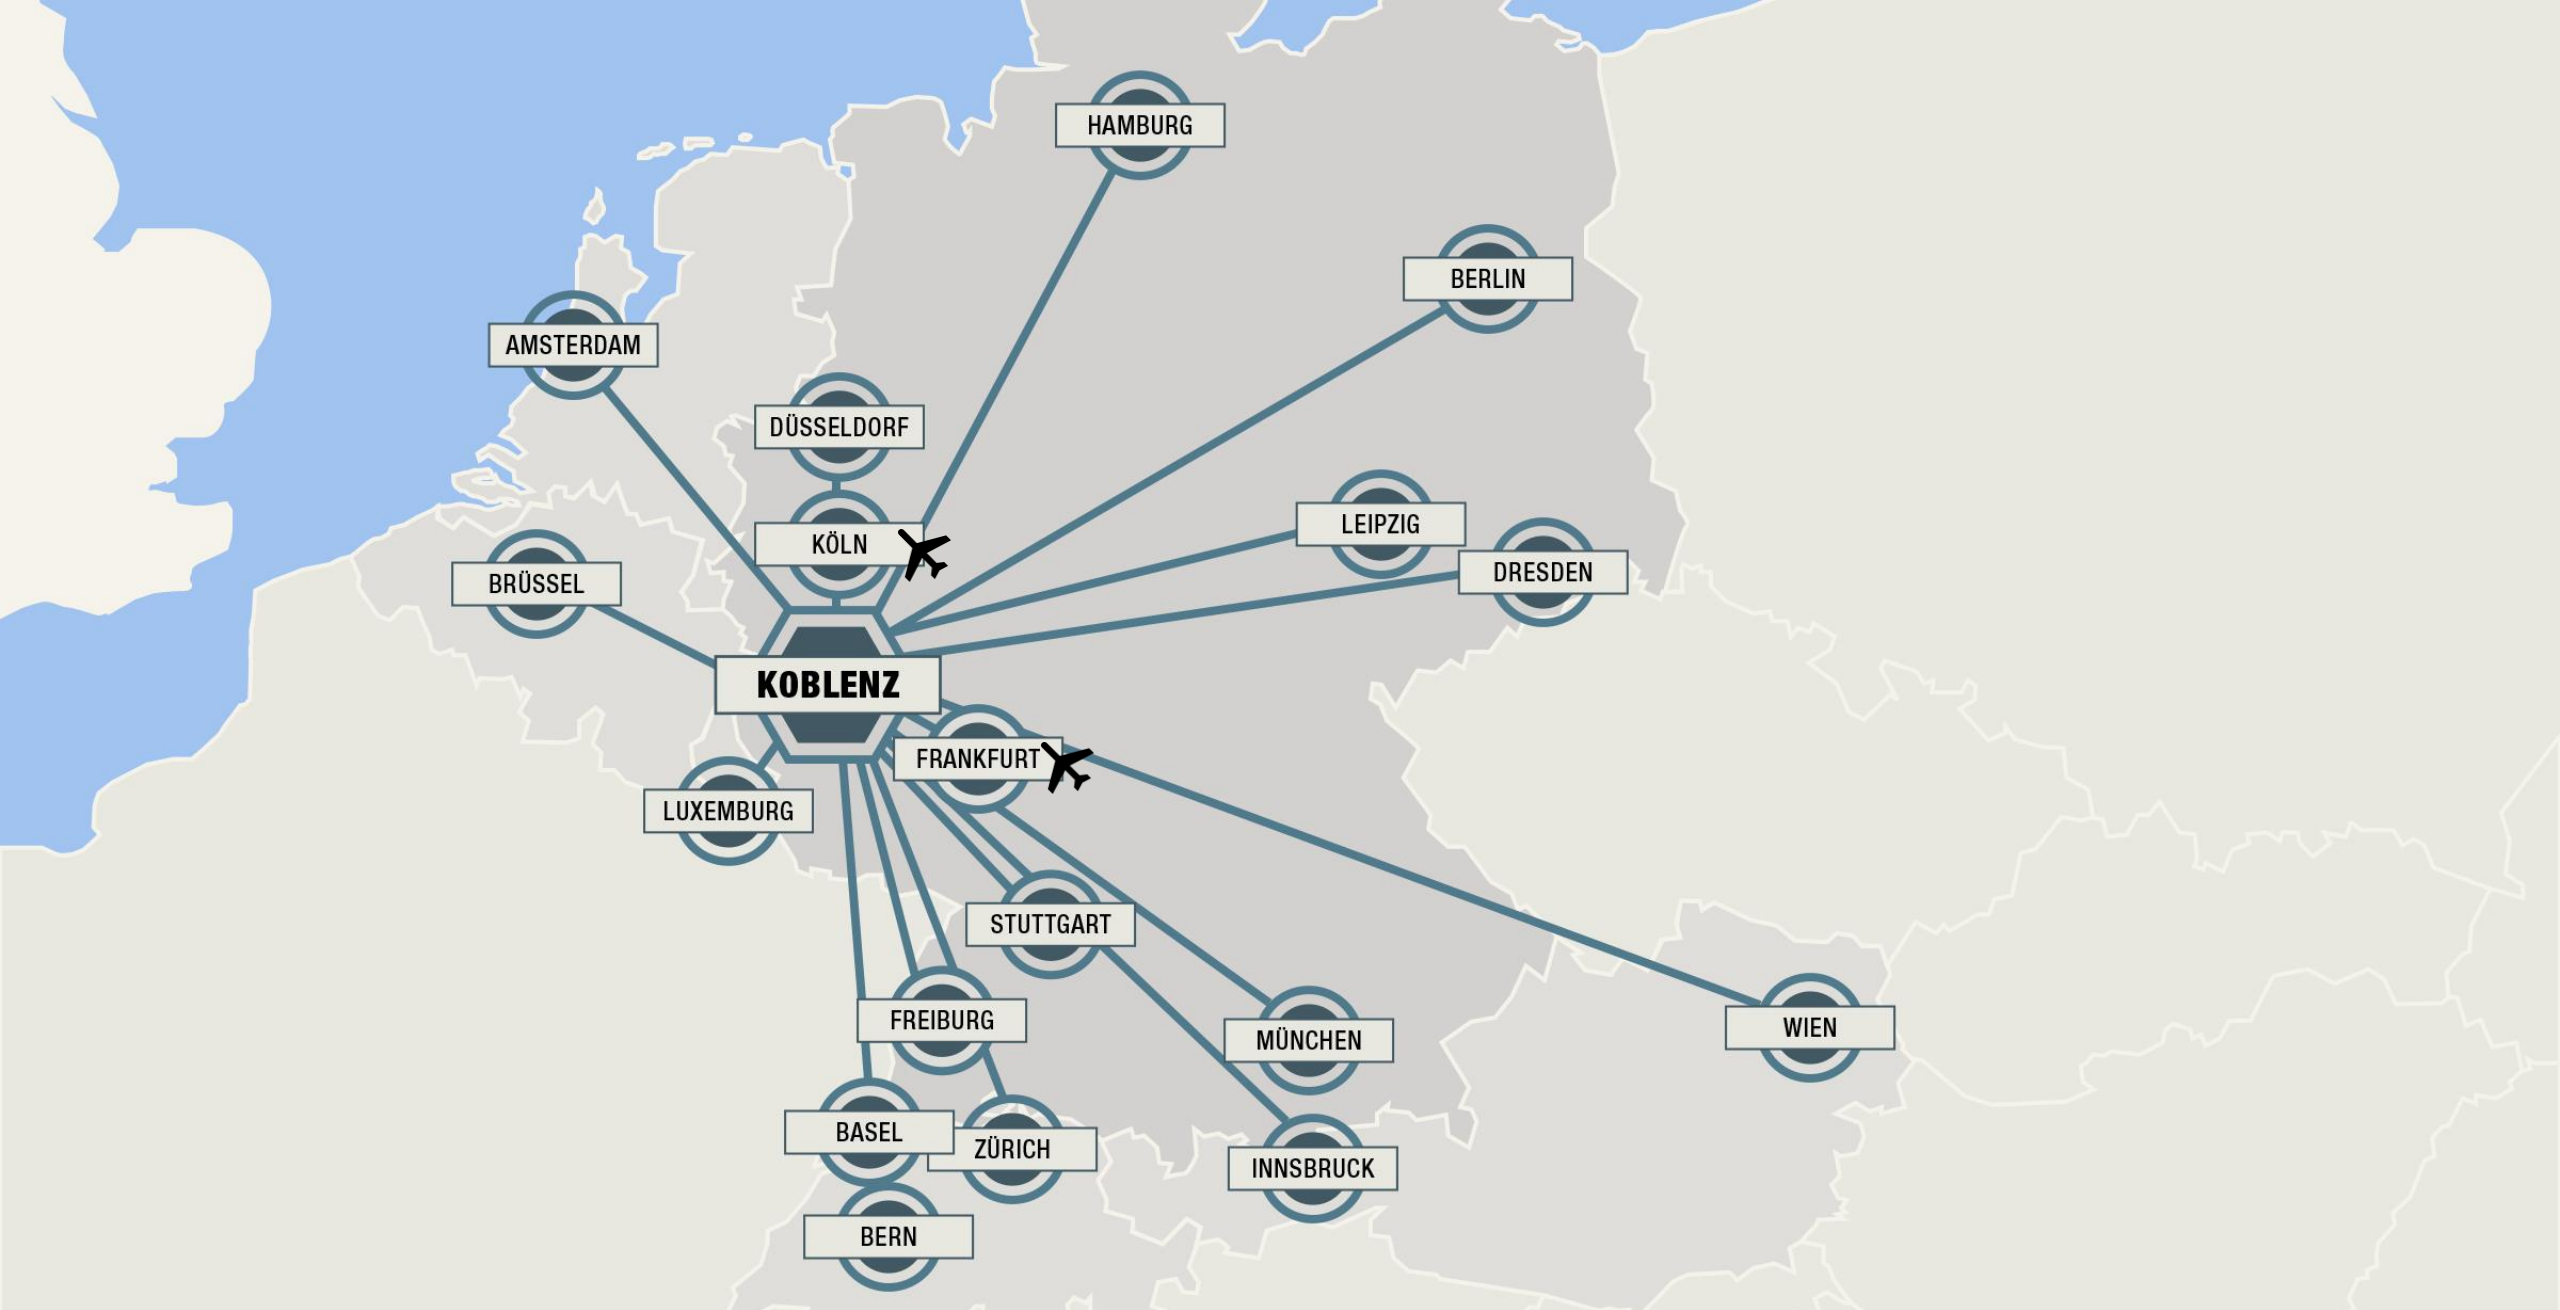 HAMBURG
BERLIN
AMSTERDAM
DÜSSELDORF
LEIPZIG
KÖLN
DRESDEN
BRÜSSEL
KOBLENZ
FRANKFURT
LUXEMBURG
STUTTGART
FREIBURG
WIEN
MÜNCHEN
BASEL
ZÜRICH
INNSBRUCK
BERN